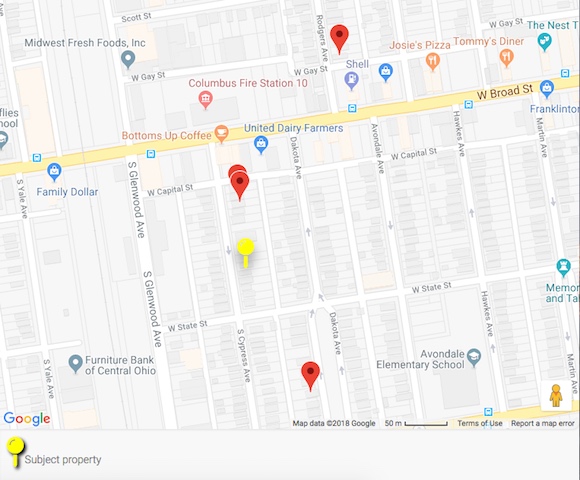 Scott St
Rodgers Ave
Midwest Fresh Foods, Inc
W Gay St
W Gay St
W Gay St
Josie's Pizza
Tommy's Diner
The Nest T
Shell
Columbus Fire Station 10
W Broad St
Franklinton
flies
chool
Bottoms Up Coffee
United Dairy Farmers
Dakota Ave
Avondale Ave
Hawkes Ave
Martin Ave
W Capital St
W Capital St
Family Dollar
S Yale Ave
S Glenwood Ave
S Glenwood Ave
Memor
and Tal
W State St
W State St
Hawkes Ave
Dakota Ave
S Cypress Ave
S Yale Ave
Furniture Bank
of Central Ohio
Avondale
Elementary School
Martin Ave
Google
Map data ©2018 Google
50 m
Terms of Use
Report a map error
Subject property